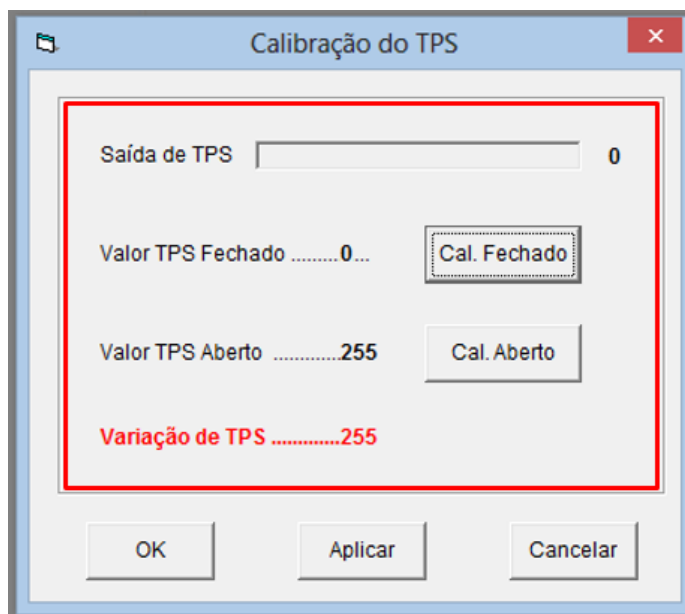 Calibração do TPS
Saída de TPS 0
Valor TPS Fechado .........0... Cal. Fechado
Valor TPS Aberto .............255 Cal. Aberto
Variação de TPS .............255
OK Aplicar Cancelar